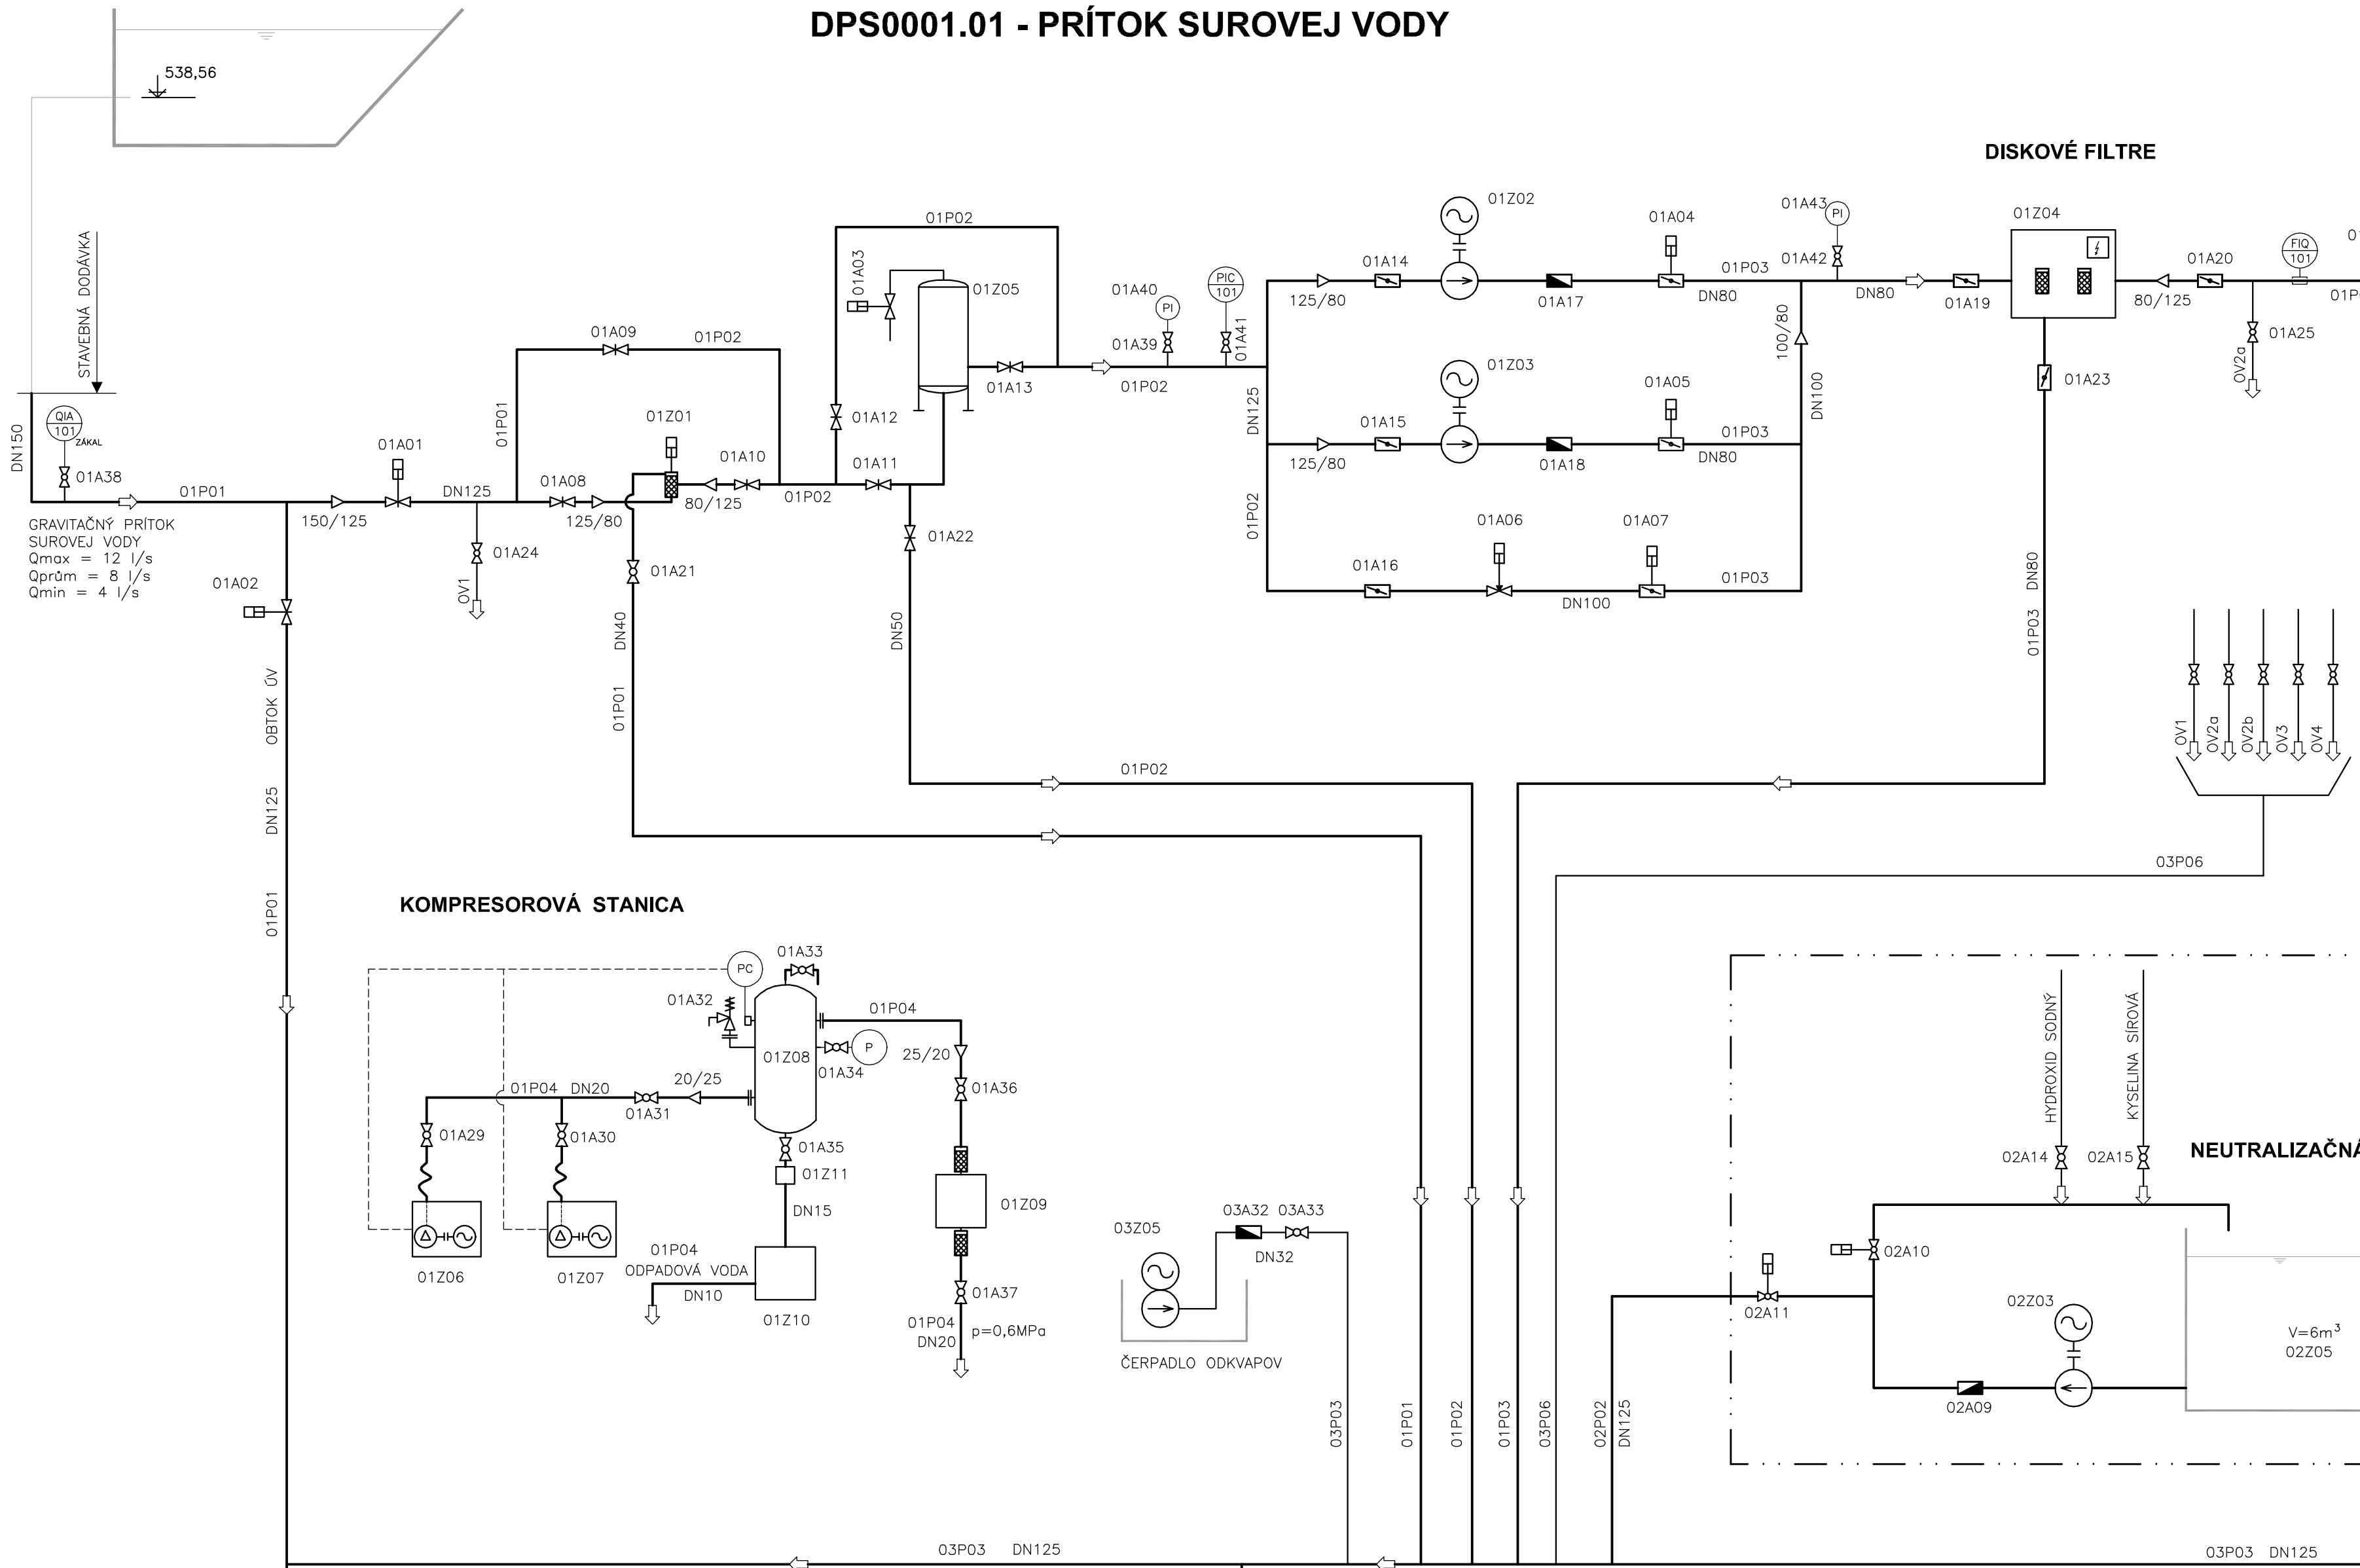 DPS0001.01 - PRÍTOK SUROVEJ VODY
538,56
STAVEBNÁ DODÁVKA
DN150
QIA
101
ZÁKAL
01A38
01P01
GRAVITAČNÝ PRÍTOK
SUROVEJ VODY
Qmax = 12 l/s
Qprům = 8 l/s
Qmin = 4 l/s
150/125
01A01
DN125
01A24
OV1
01A02
OBTOK ÚV
DN125
01P01
01P01
01A09
01P02
01A08
125/80
01Z01
80/125
01A10
01P02
01A21
DN40
01P01
01P02
01A03
01Z05
01A12
01A11
01A13
01A22
DN50
01P02
01A40
PI
01A39
01P02
PIC
101
01A41
DN125
01P02
125/80
01A14
01Z02
01A17
01A04
01P03
DN80
125/80
01A15
01Z03
01A18
01A05
01P03
DN80
01A16
01A06
DN100
01A07
01P03
100/80
DN100
01A43
PI
01A42
DN80
01A19
DISKOVÉ FILTRE
01Z04
80/125
01A20
FIQ
101
01A25
OV2a
01A23
DN80
01P03
OV1
OV2a
OV2b
OV3
OV4
03P06
KOMPRESOROVÁ STANICA
PC
01A33
01A32
01Z08
01P04
P
01A34
25/20
01A36
01P04 DN20
20/25
01A31
01A29
01A30
01A35
01Z11
DN15
01Z06
01Z07
01P04
ODPADOVÁ VODA
DN10
01Z10
01Z09
01A37
01P04
DN20
p=0,6MPa
03Z05
03A32 03A33
DN32
ČERPADLO ODKVAPOV
03P03
01P01
01P02
01P03
03P06
02P02
DN125
HYDROXID SODNÝ
KYSELINA SÍROVÁ
02A14
02A15
NEUTRALIZAČNÁ
02A10
02A11
02Z03
02A09
V=6m³
02Z05
03P03 DN125
03P03 DN125